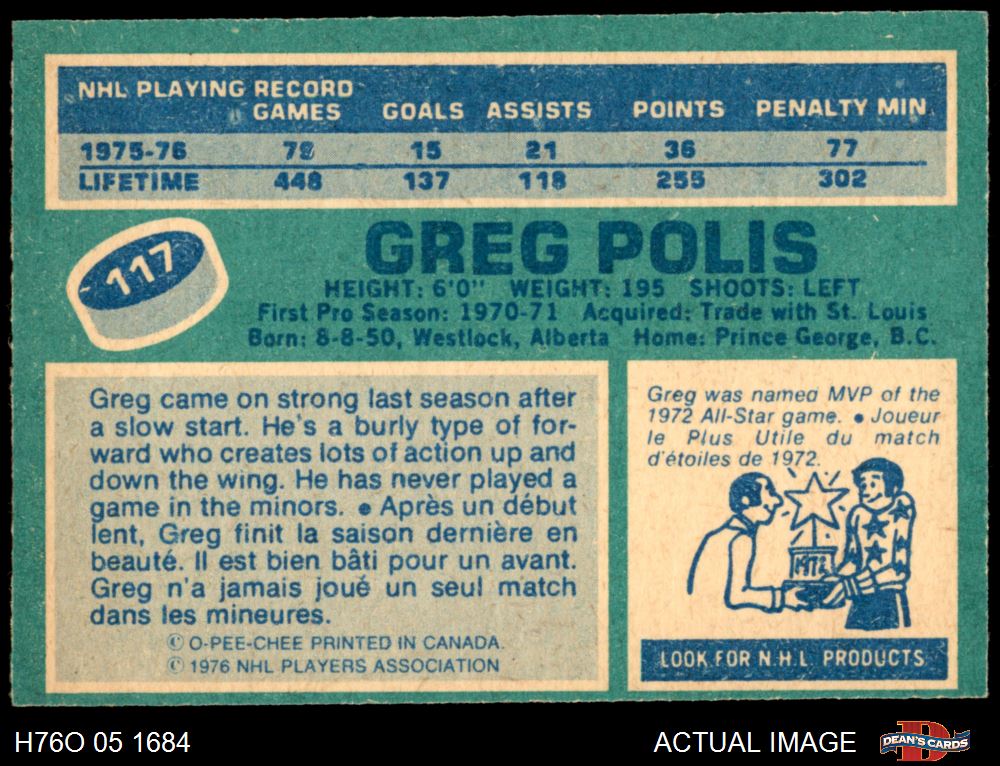 NHL PLAYING RECORD
GAMES GOALS ASSISTS POINTS PENALTY MIN
1975-76 79 15 21 36 77
LIFETIME 448 137 118 255 302
117
GREG POLIS
HEIGHT: 6'0" WEIGHT: 195 SHOOTS: LEFT
First Pro Season: 1970-71 Acquired: Trade with St. Louis
Born: 8-8-50, Westlock, Alberta Home: Prince George, B.C.
Greg came on strong last season after
a slow start. He's a burly type of for-
ward who creates lots of action up and
down the wing. He has never played a
game in the minors. • Après un début
lent, Greg finit la saison dernière en
beauté. Il est bien bâti pour un avant.
Greg n'a jamais joué un seul match
dans les mineures.
© O-PEE-CHEE PRINTED IN CANADA.
© 1976 NHL PLAYERS ASSOCIATION
Greg was named MVP of the
1972 All-Star game. • Joueur
le Plus Utile du match
d'étoiles de 1972.
1972
LOOK FOR N.H.L. PRODUCTS
H76O 05 1684
ACTUAL IMAGE
D
DEAN'S CARDS